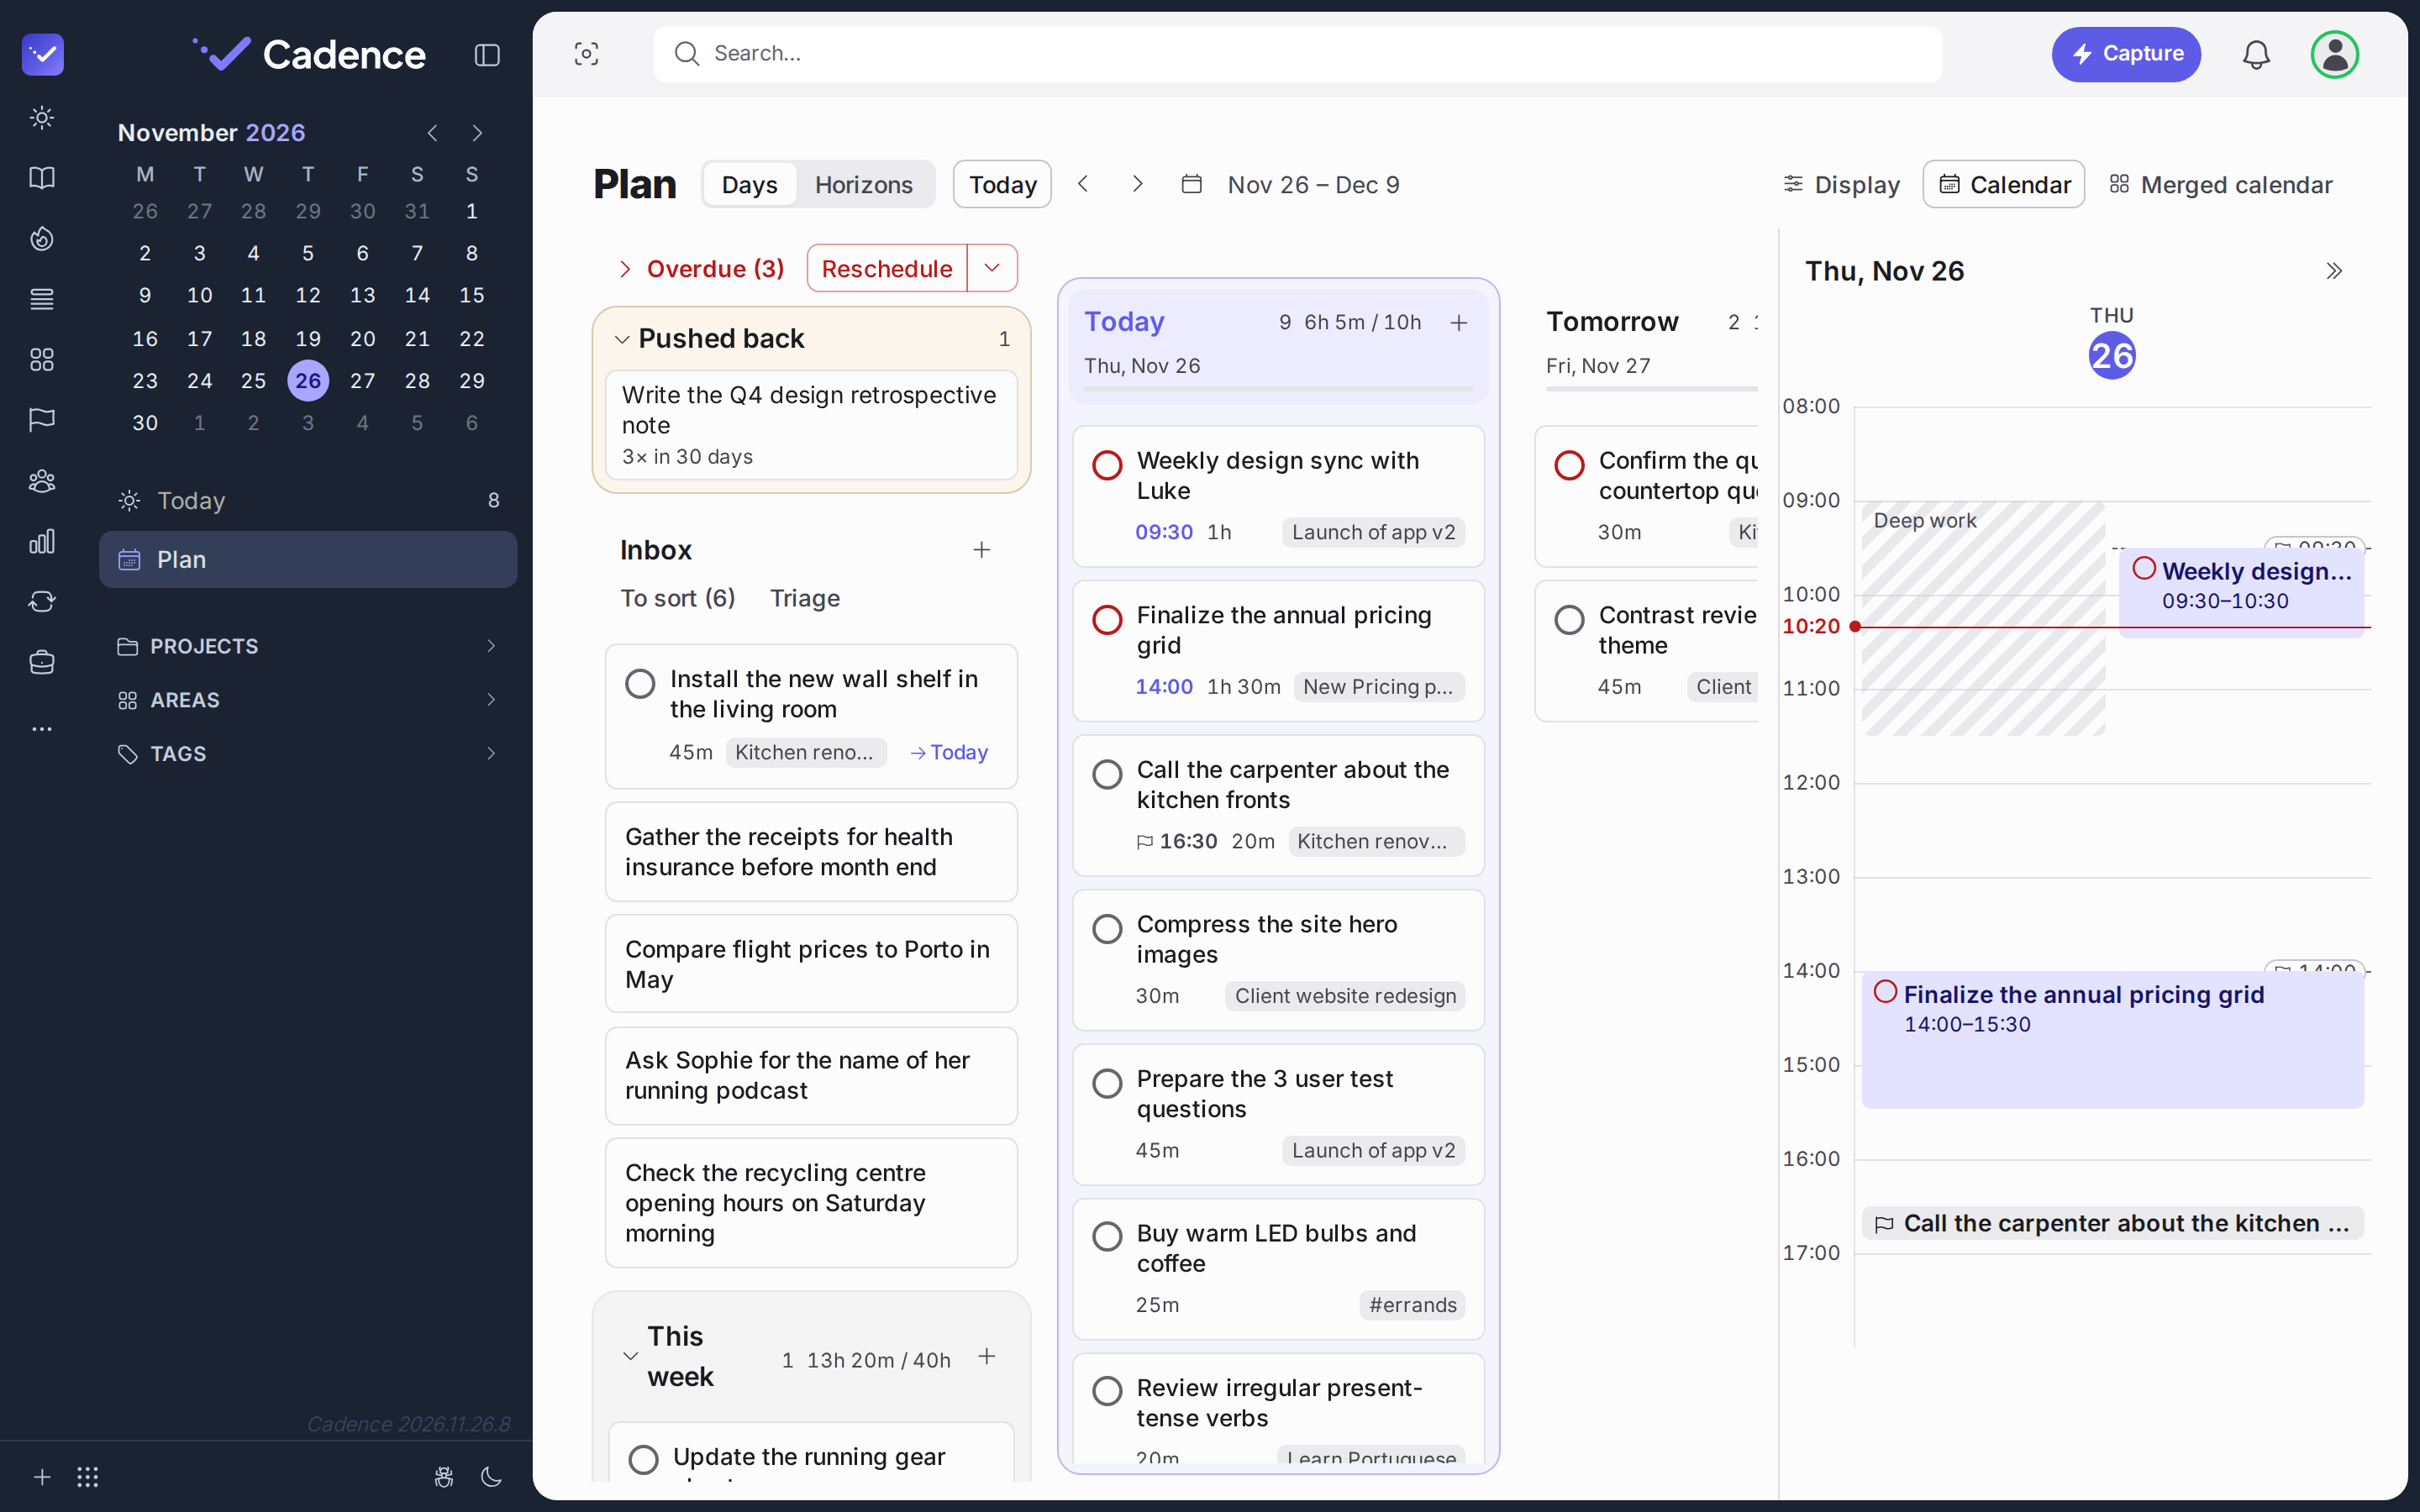 Cadence
November 2026
M T W T F S S
26 27 28 29 30 31 1
2 3 4 5 6 7 8
9 10 11 12 13 14 15
16 17 18 19 20 21 22
23 24 25 26 27 28 29
30 1 2 3 4 5 6
Today 8
Plan
PROJECTS
AREAS
TAGS
Cadence 2026.11.26.8
Search...
Capture
Plan
Days
Horizons
Today
Nov 26 – Dec 9
Display
Calendar
Merged calendar
Overdue (3)
Reschedule
Pushed back 1
Write the Q4 design retrospective
note
3× in 30 days
Inbox
To sort (6) Triage
Install the new wall shelf in
the living room
45m Kitchen reno... → Today
Gather the receipts for health
insurance before month end
Compare flight prices to Porto in
May
Ask Sophie for the name of her
running podcast
Check the recycling centre
opening hours on Saturday
morning
This
week
1 13h 20m / 40h
Update the running gear
Today 9 6h 5m / 10h
Thu, Nov 26
Weekly design sync with
Luke
09:30 1h Launch of app v2
Finalize the annual pricing
grid
14:00 1h 30m New Pricing p...
Call the carpenter about the
kitchen fronts
16:30 20m Kitchen renov...
Compress the site hero
images
30m Client website redesign
Prepare the 3 user test
questions
45m Launch of app v2
Buy warm LED bulbs and
coffee
25m #errands
Review irregular present-
tense verbs
20m Learn Portuguese
Tomorrow 2
Fri, Nov 27
Confirm the
countertop
30m
Contrast
theme
45m Client
Thu, Nov 26
THU
26
08:00
09:00
Deep work
09:30
Weekly design...
09:30–10:30
10:00
10:20
11:00
12:00
13:00
14:00
14:00
Finalize the annual pricing grid
14:00–15:30
15:00
16:00
Call the carpenter about the kitchen ...
17:00